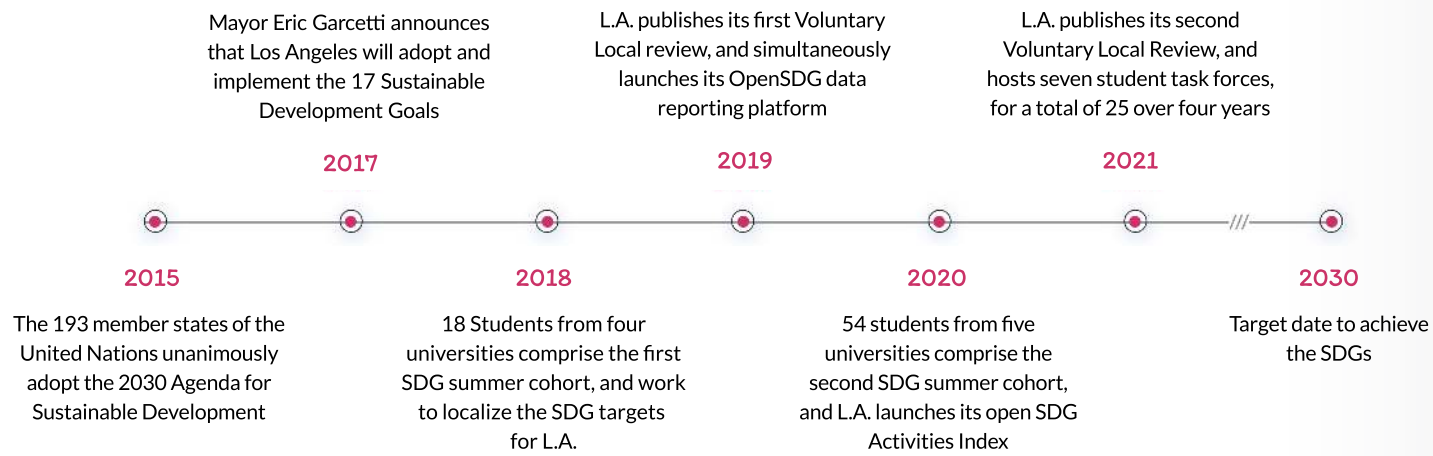 Mayor Eric Garcetti announces
that Los Angeles will adopt and
implement the 17 Sustainable
Development Goals
2017
L.A. publishes its first Voluntary
Local review, and simultaneously
launches its OpenSDG data
reporting platform
2019
L.A. publishes its second
Voluntary Local Review, and
hosts seven student task forces,
for a total of 25 over four years
2021
2015
The 193 member states of the
United Nations unanimously
adopt the 2030 Agenda for
Sustainable Development
2018
18 Students from four
universities comprise the first
SDG summer cohort, and work
to localize the SDG targets
for L.A.
2020
54 students from five
universities comprise the
second SDG summer cohort,
and L.A. launches its open SDG
Activities Index
2030
Target date to achieve
the SDGs